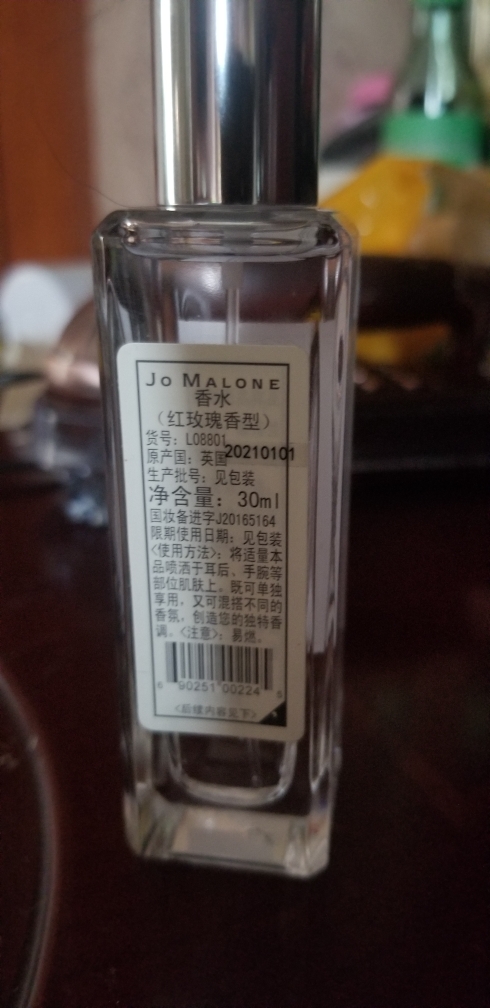 JO MALONE
香水
（红玫瑰香型）
货号：L08801
原产国：英国
20210101
生产批号：见包装
净含量：30ml
国妆备进字J20165164
限期使用日期：见包装
〈使用方法〉：将适量本
品喷洒于耳后、手腕等
部位肌肤上，既可单独
享用，又可混搭不同的
香氛，创造您的独特香
调。〈注意〉：易燃。
6 90251 00224 5
〈后续内容见下〉